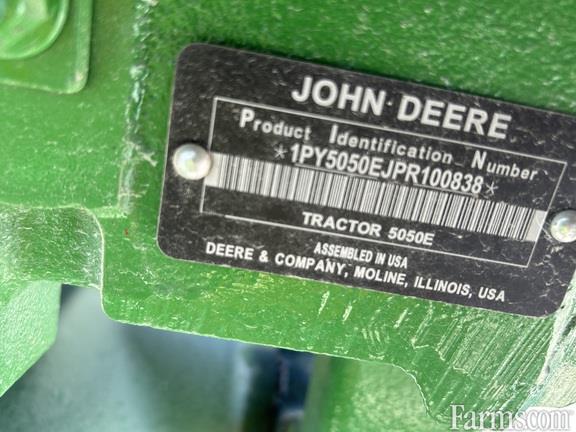 JOHN DEERE
Product Identification Number
*1PY5050EJPR100838*
TRACTOR 5050E
ASSEMBLED IN USA
DEERE & COMPANY, MOLINE, ILLINOIS, USA
Farms.com